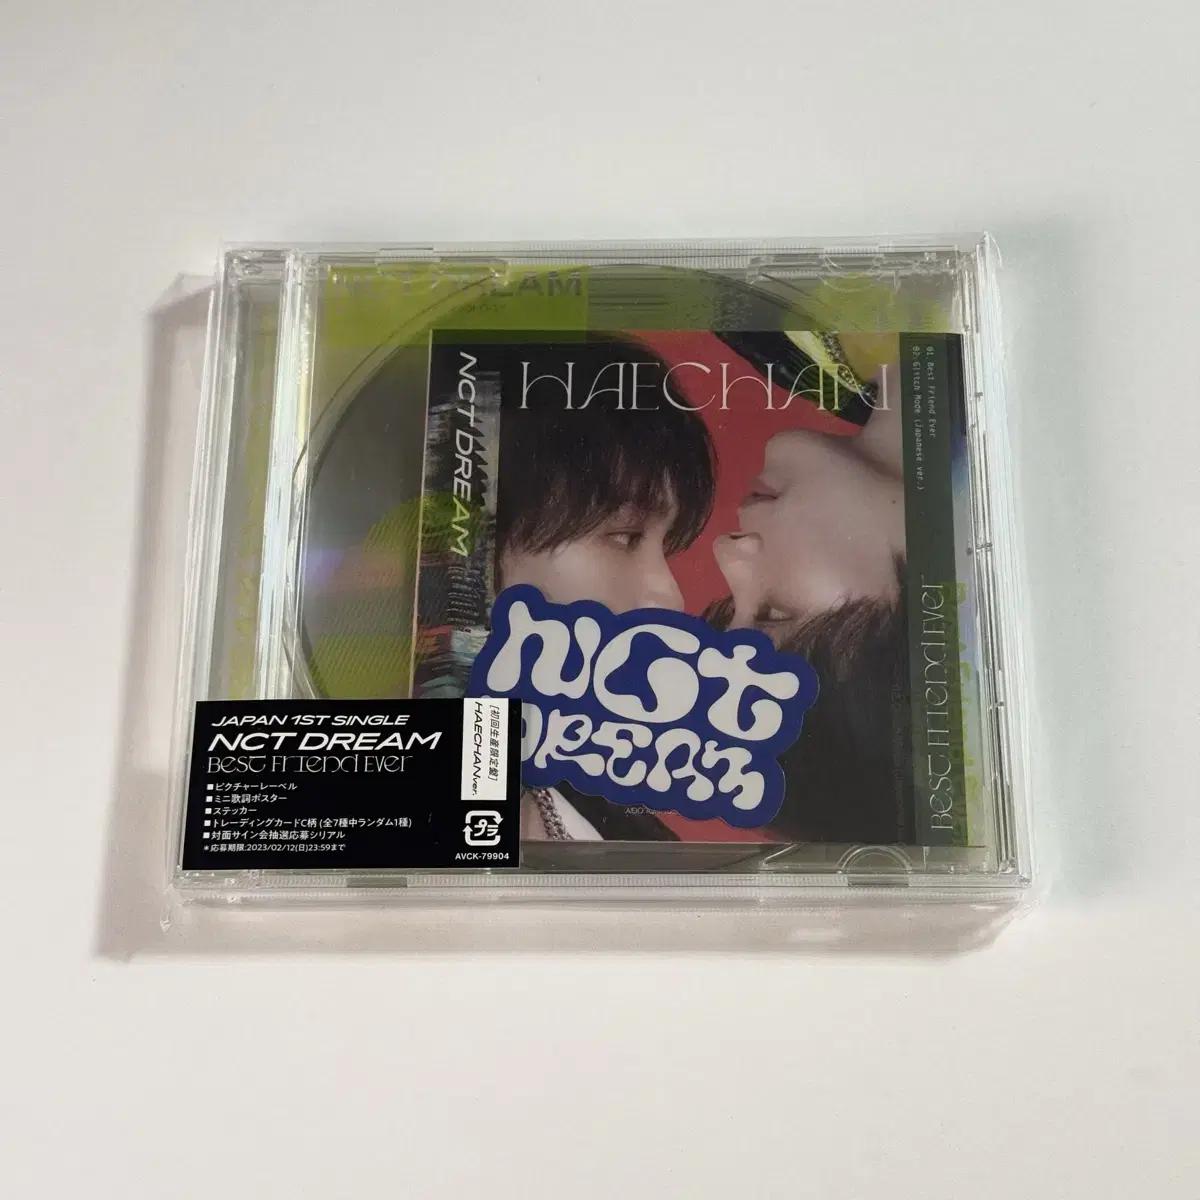 NCT DREAM
HAECHAN
NCT DREAM
01. Best Friend Ever
02. Glitch Mode (Japanese ver.)
Best Friend Ever
NCT
DREAM
JAPAN 1ST SINGLE
NCT DREAM
Best Friend Ever
■ピクチャーレーベル
■ミニ歌詞ポスター
■ステッカー
■トレーディングカードC柄 (全7種中ランダム1種)
■対面サイン会抽選応募シリアル
*応募期限:2023/02/12(日)23:59まで
[初回生産限定盤]
HAECHAN ver.
プラ
AVCK-79904